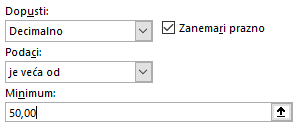 Dopusti:
Decimalno
Zanemari prazno
Podaci:
je veća od
Minimum:
50,00